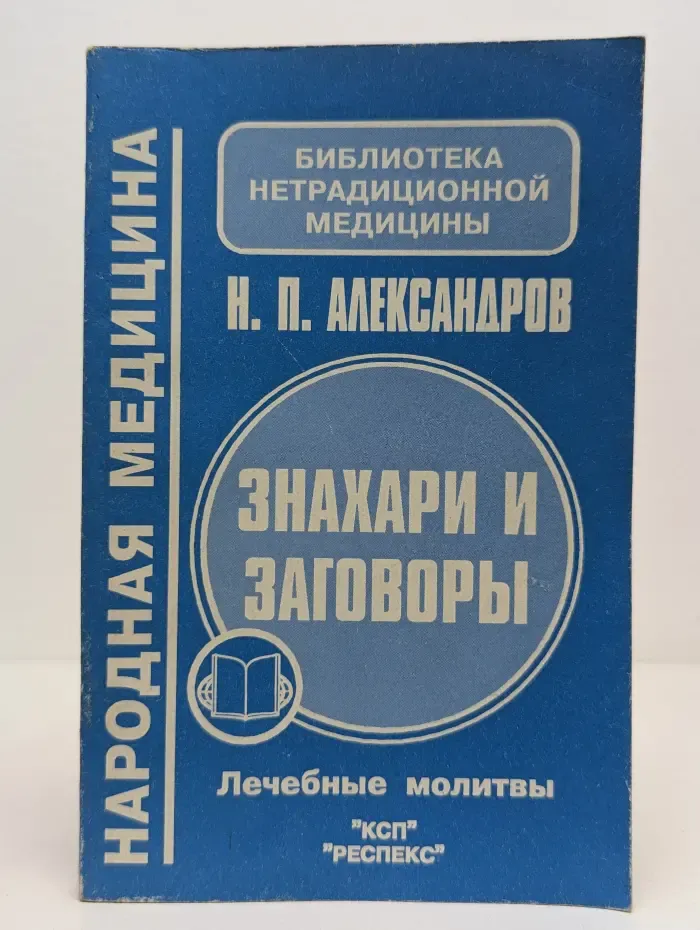 НАРОДНАЯ МЕДИЦИНА
БИБЛИОТЕКА
НЕТРАДИЦИОННОЙ
МЕДИЦИНЫ
Н. П. АЛЕКСАНДРОВ
ЗНАХАРИ И
ЗАГОВОРЫ
Лечебные молитвы
"КСП"
"РЕСПЕКС"